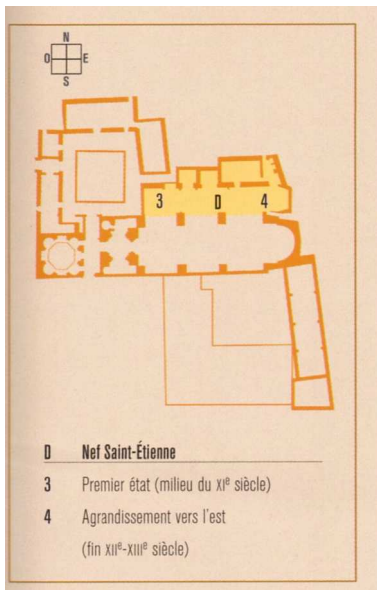 N
O E
S
3 D 4
D Nef Saint-Étienne
3 Premier état (milieu du XIe siècle)
4 Agrandissement vers l'est
(fin XIIe-XIIIe siècle)